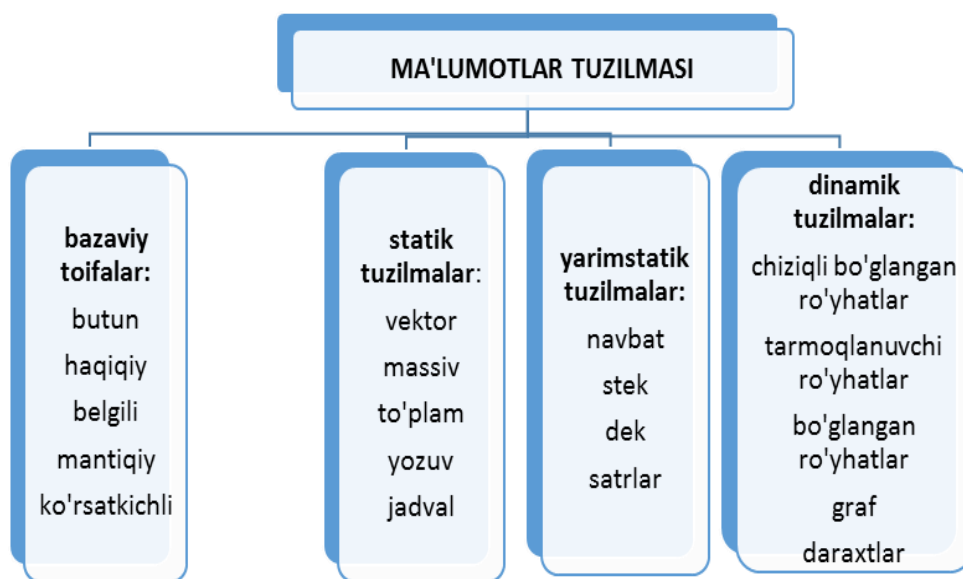 MA'LUMOTLAR TUZILMASI
bazaviy
toifalar:
butun
haqiqiy
belgili
mantiqiy
ko'rsatkichli
statik
tuzilmalar:
vektor
massiv
to'plam
yozuv
jadval
yarimstatik
tuzilmalar:
navbat
stek
dek
satrlar
dinamik
tuzilmalar:
chiziqli bo'glangan
ro'yhatlar
tarmoqlanuvchi
ro'yhatlar
bo'glangan
ro'yhatlar
graf
daraxtlar